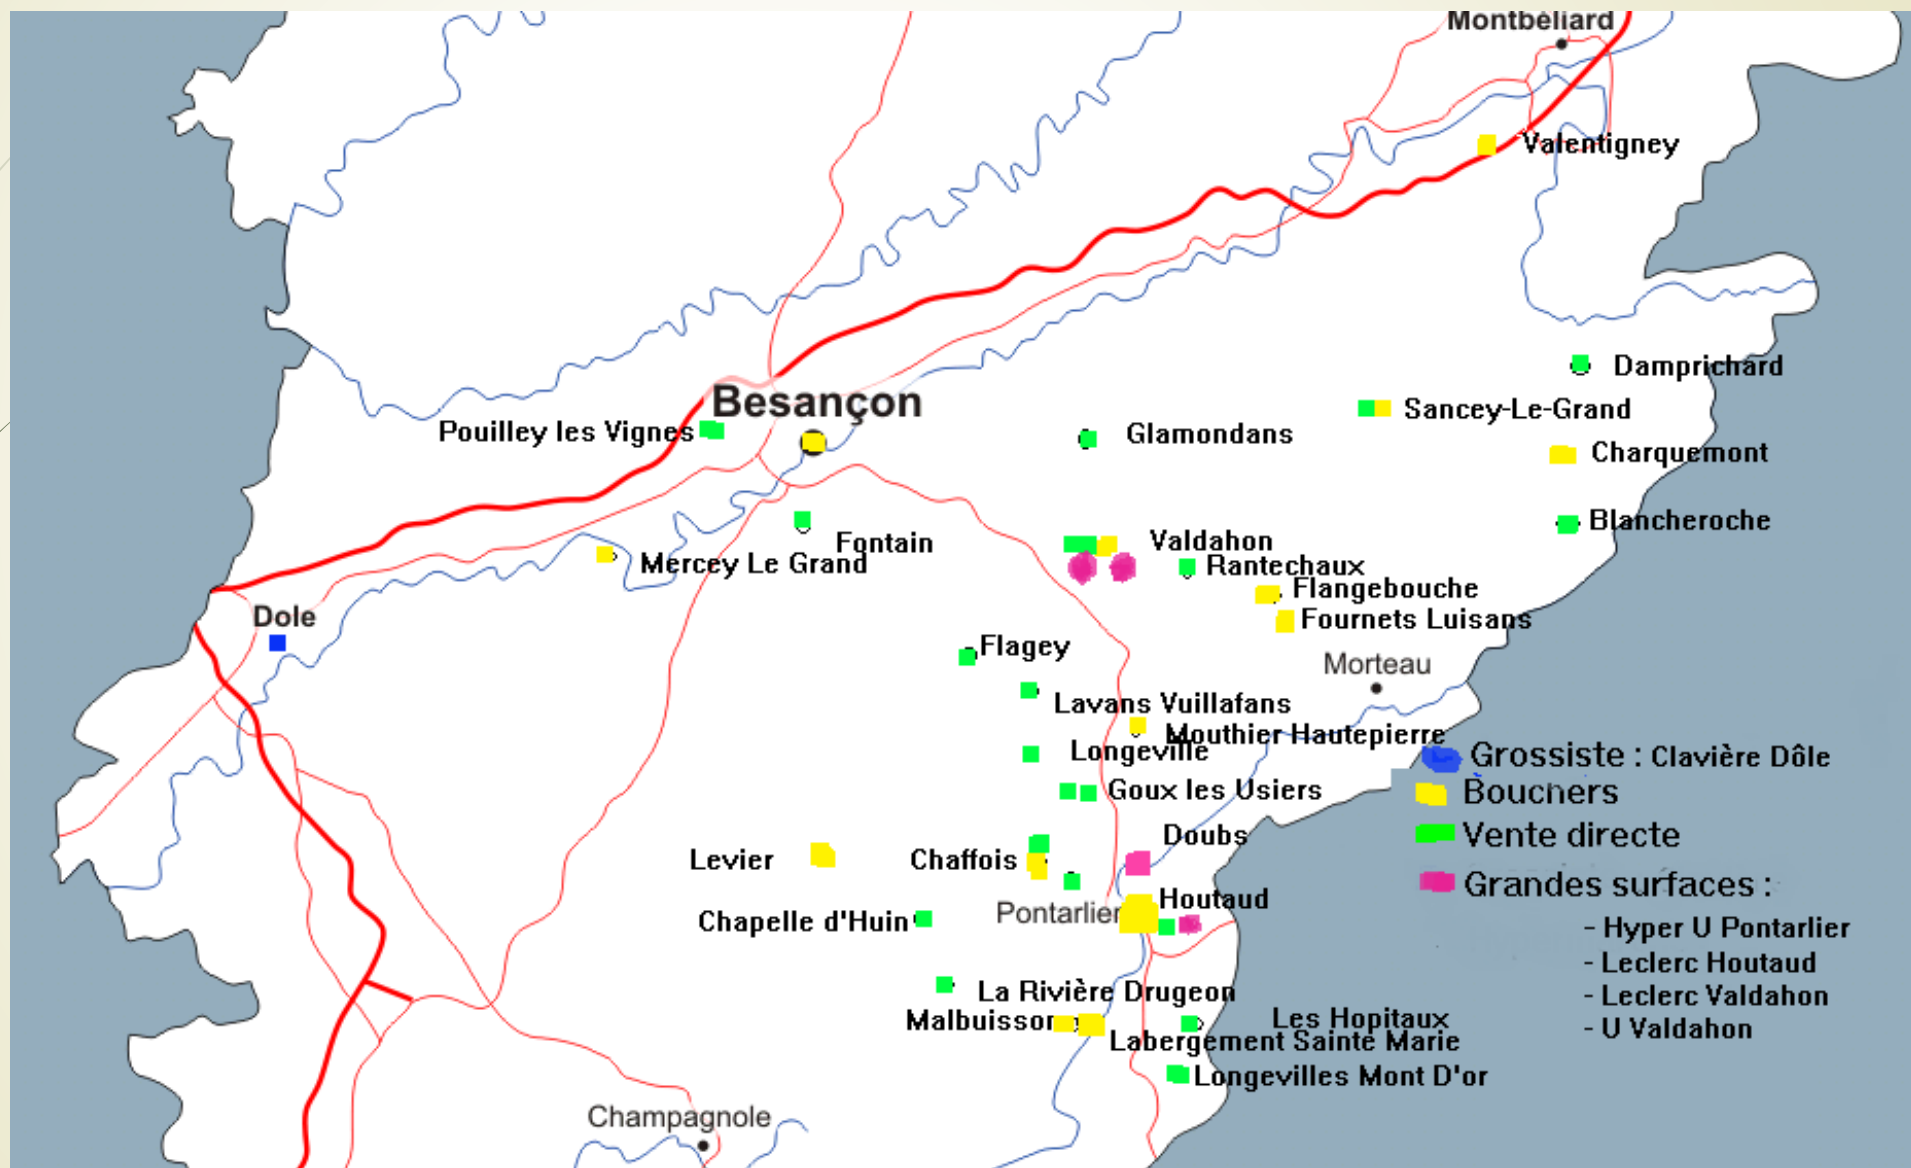 Montbéliard
Valentigney
Damprichard
Besançon
Sancey-Le-Grand
Pouilley les Vignes
Glamondans
Charquemont
Blancheroche
Fontain
Valdahon
Mercey Le Grand
Rantechaux
Flangebouche
Dole
Fournets Luisans
Flagey
Morteau
Lavans Vuillafans
Mouthier Hautepierre
Longeville
Grossiste : Clavière Dôle
Goux les Usiers
Bouchers
Doubs
Vente directe
Levier
Chaffois
Grandes surfaces :
Houtaud
Pontarlier
Chapelle d'Huin
- Hyper U Pontarlier
- Leclerc Houtaud
La Rivière Drugeon
- Leclerc Valdahon
Malbuisson
Les Hopitaux
- U Valdahon
Labergement Sainte Marie
Longevilles Mont D'or
Champagnole